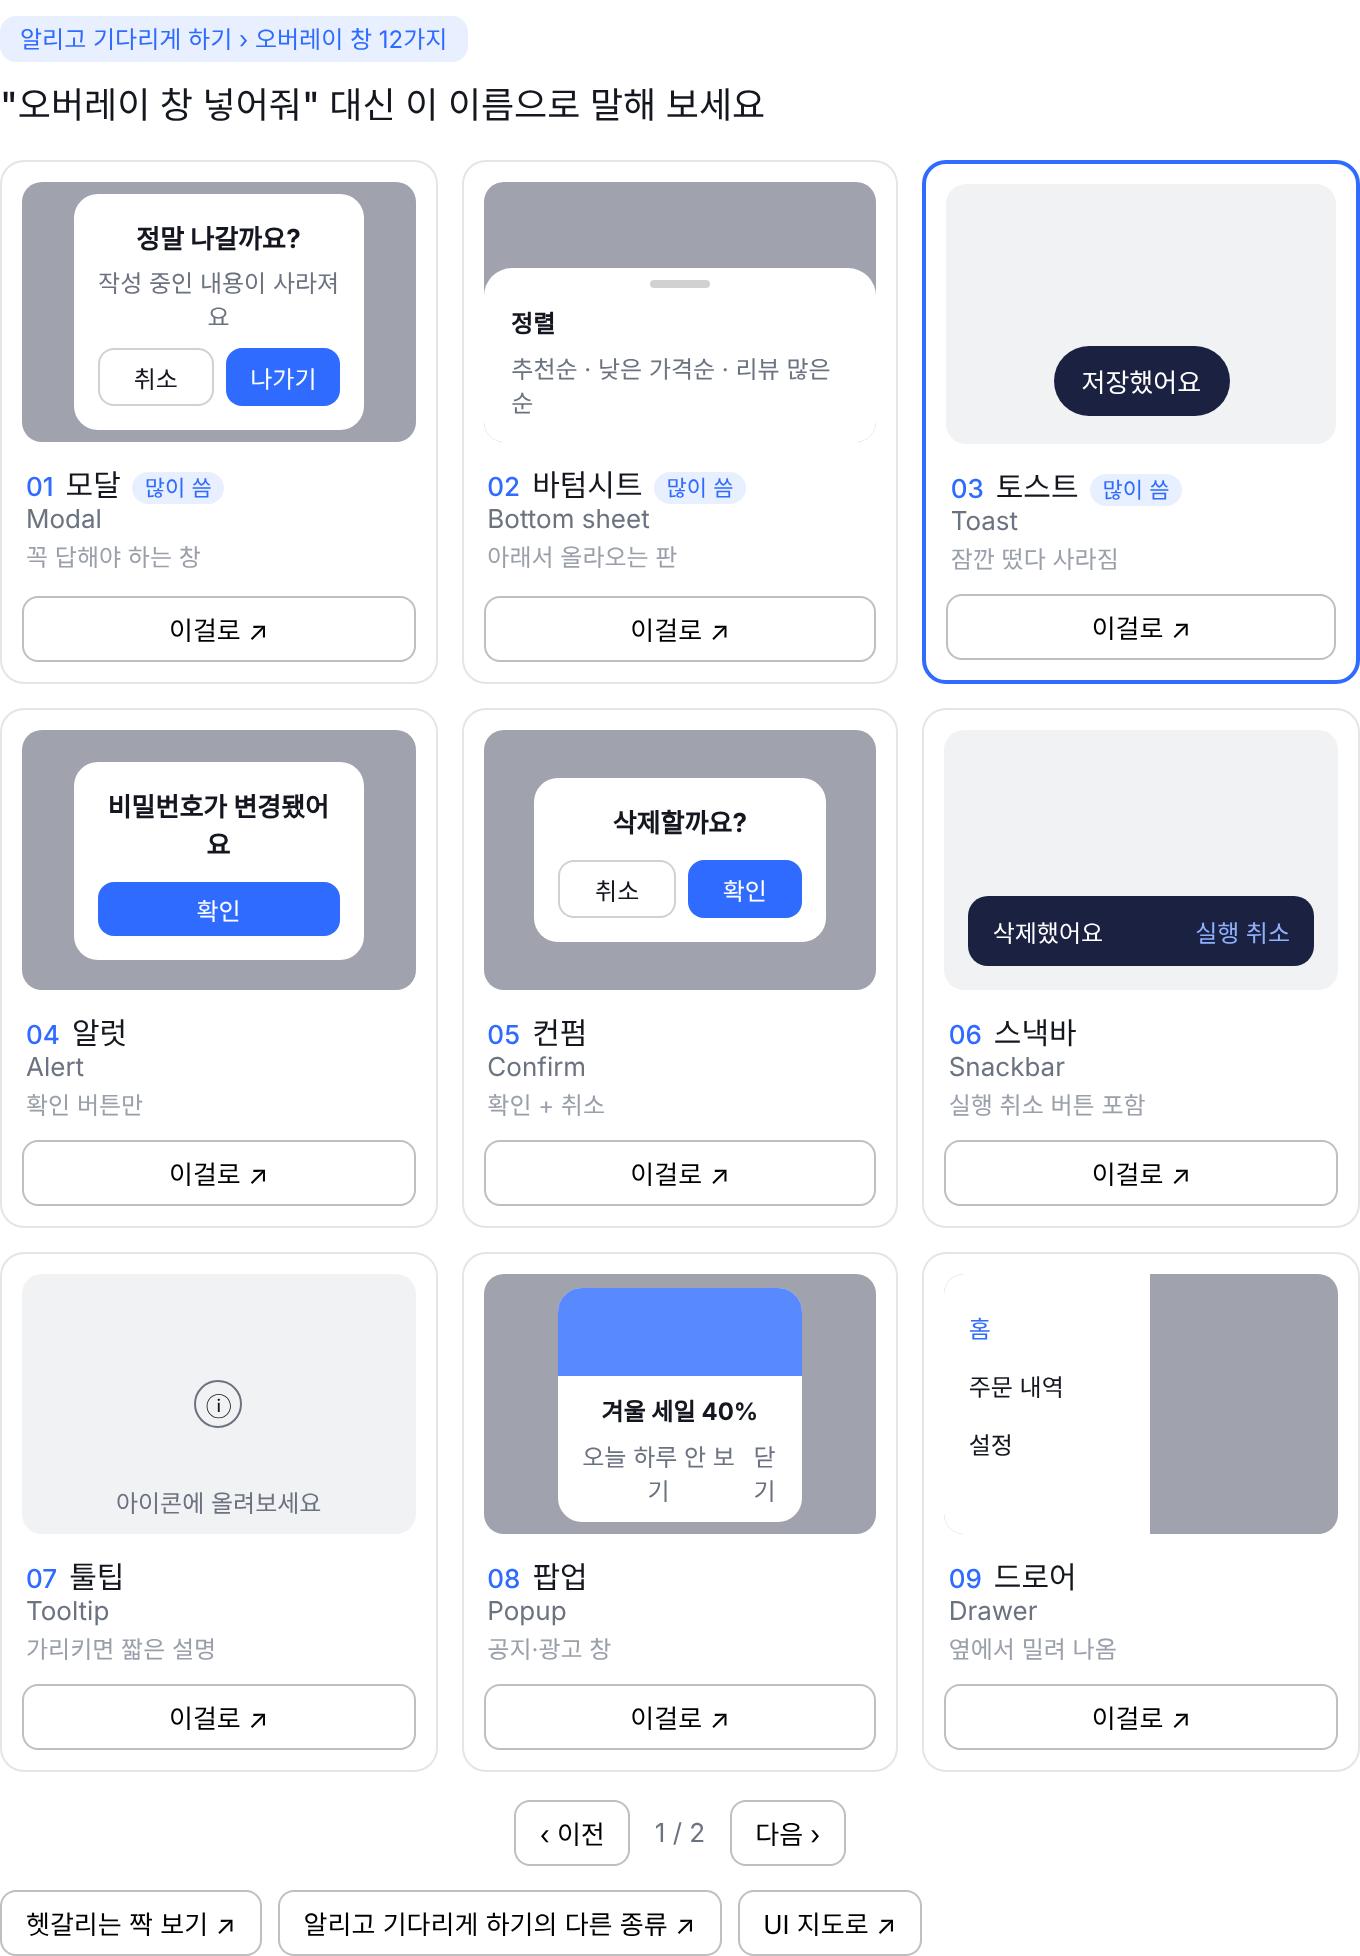 알리고 기다리게 하기 › 오버레이 창 12가지
"오버레이 창 넣어줘" 대신 이 이름으로 말해 보세요
정말 나갈까요?
작성 중인 내용이 사라져
요
취소
나가기
01 모달 많이 씀
Modal
꼭 답해야 하는 창
이걸로 ↗
정렬
추천순 · 낮은 가격순 · 리뷰 많은
순
02 바텀시트 많이 씀
Bottom sheet
아래서 올라오는 판
이걸로 ↗
저장했어요
03 토스트 많이 씀
Toast
잠깐 떴다 사라짐
이걸로 ↗
비밀번호가 변경됐어
요
확인
04 알럿
Alert
확인 버튼만
이걸로 ↗
삭제할까요?
취소
확인
05 컨펌
Confirm
확인 + 취소
이걸로 ↗
삭제했어요
실행 취소
06 스낵바
Snackbar
실행 취소 버튼 포함
이걸로 ↗
ⓘ
아이콘에 올려보세요
07 툴팁
Tooltip
가리키면 짧은 설명
이걸로 ↗
겨울 세일 40%
오늘 하루 안 보
기
닫
기
08 팝업
Popup
공지·광고 창
이걸로 ↗
홈
주문 내역
설정
09 드로어
Drawer
옆에서 밀려 나옴
이걸로 ↗
‹ 이전
1 / 2
다음 ›
헷갈리는 짝 보기 ↗
알리고 기다리게 하기의 다른 종류 ↗
UI 지도로 ↗